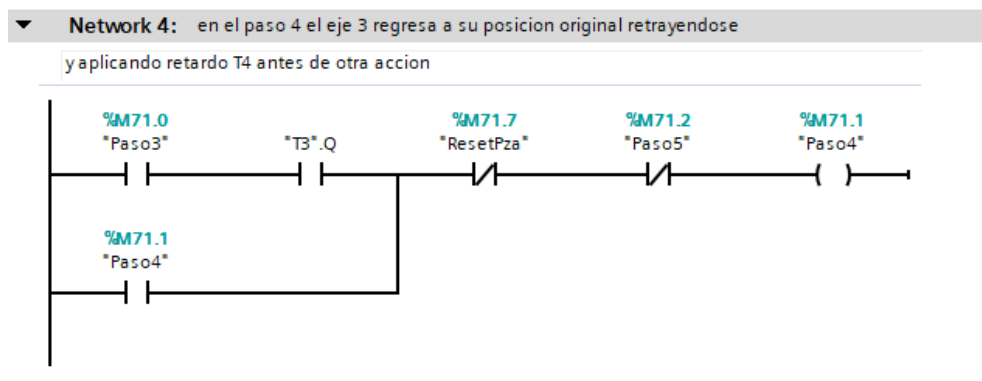 Network 4: en el paso 4 el eje 3 regresa a su posicion original retrayendose
y aplicando retardo T4 antes de otra accion
%M71.0 %M71.7 %M71.2 %M71.1
"Paso3" "T3".Q "ResetPza" "Paso5" "Paso4"
%M71.1
"Paso4"